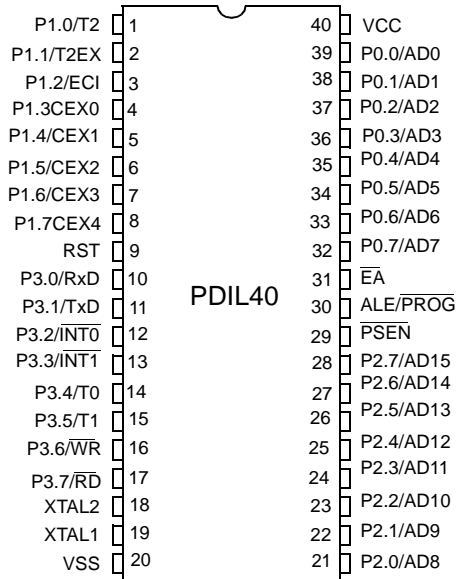 P1.0/T2 1 40 VCC
P1.1/T2EX 2 39 P0.0/AD0
P1.2/ECI 3 38 P0.1/AD1
P1.3CEX0 4 37 P0.2/AD2
P1.4/CEX1 5 36 P0.3/AD3
P1.5/CEX2 6 35 P0.4/AD4
P1.6/CEX3 7 34 P0.5/AD5
P1.7CEX4 8 33 P0.6/AD6
RST 9 32 P0.7/AD7
P3.0/RxD 10 31 E̅A̅
P3.1/TxD 11 PDIL40 30 ALE/P̅R̅O̅G̅
P3.2/I̅N̅T̅0̅ 12 29 P̅S̅E̅N̅
P3.3/I̅N̅T̅1̅ 13 28 P2.7/AD15
P3.4/T0 14 27 P2.6/AD14
P3.5/T1 15 26 P2.5/AD13
P3.6/W̅R̅ 16 25 P2.4/AD12
P3.7/R̅D̅ 17 24 P2.3/AD11
XTAL2 18 23 P2.2/AD10
XTAL1 19 22 P2.1/AD9
VSS 20 21 P2.0/AD8